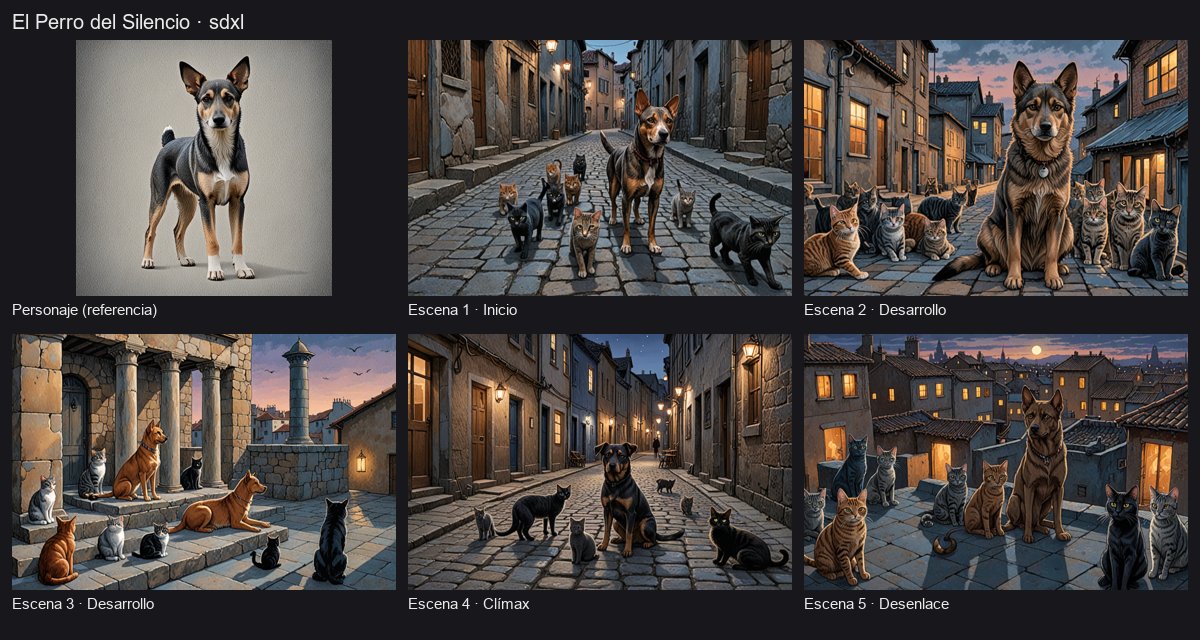 El Perro del Silencio · sdxl
Personaje (referencia)
Escena 1 · Inicio
Escena 2 · Desarrollo
Escena 3 · Desarrollo
Escena 4 · Clímax
Escena 5 · Desenlace